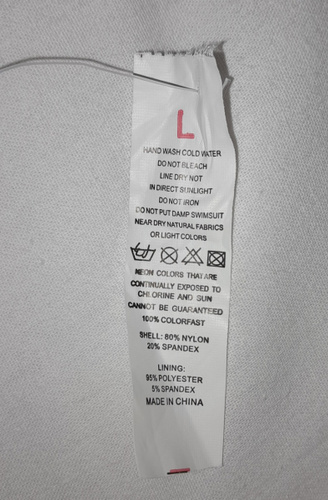 L
HAND WASH COLD WATER
DO NOT BLEACH
LINE DRY NOT
IN DIRECT SUNLIGHT
DO NOT IRON
DO NOT PUT DAMP SWIMSUIT
NEAR DRY NATURAL FABRICS
OR LIGHT COLORS
NEON COLORS THAT ARE
CONTINUALLY EXPOSED TO
CHLORINE AND SUN
CANNOT BE GUARANTEED
100% COLORFAST
SHELL: 80% NYLON
20% SPANDEX
LINING:
95% POLYESTER
5% SPANDEX
MADE IN CHINA